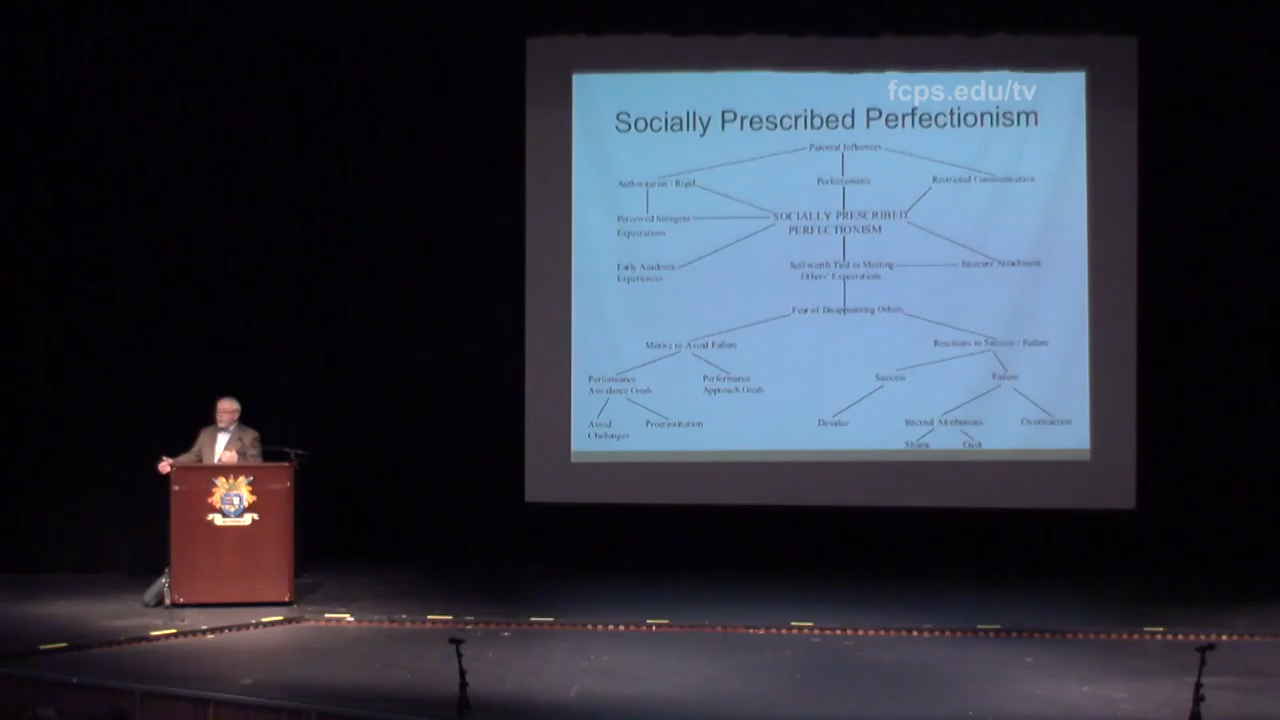 fcps.edu/tv
Socially Prescribed Perfectionism
Parental Influences
Authoritarian / Rigid
Perfectionistic
Restricted Communication
Perceived Stringent
Expectations
SOCIALLY PRESCRIBED
PERFECTIONISM
Early Academic
Experiences
Self-worth Tied to Meeting
Others' Expectations
Insecure Attachment
Fear of Disappointing Others
Motive to Avoid Failure
Reactions to Success / Failure
Performance
Avoidance Goals
Performance
Approach Goals
Success
Failure
Avoid
Challenges
Procrastination
Devalue
Internal Attributions
Overreaction
Shame
Guilt